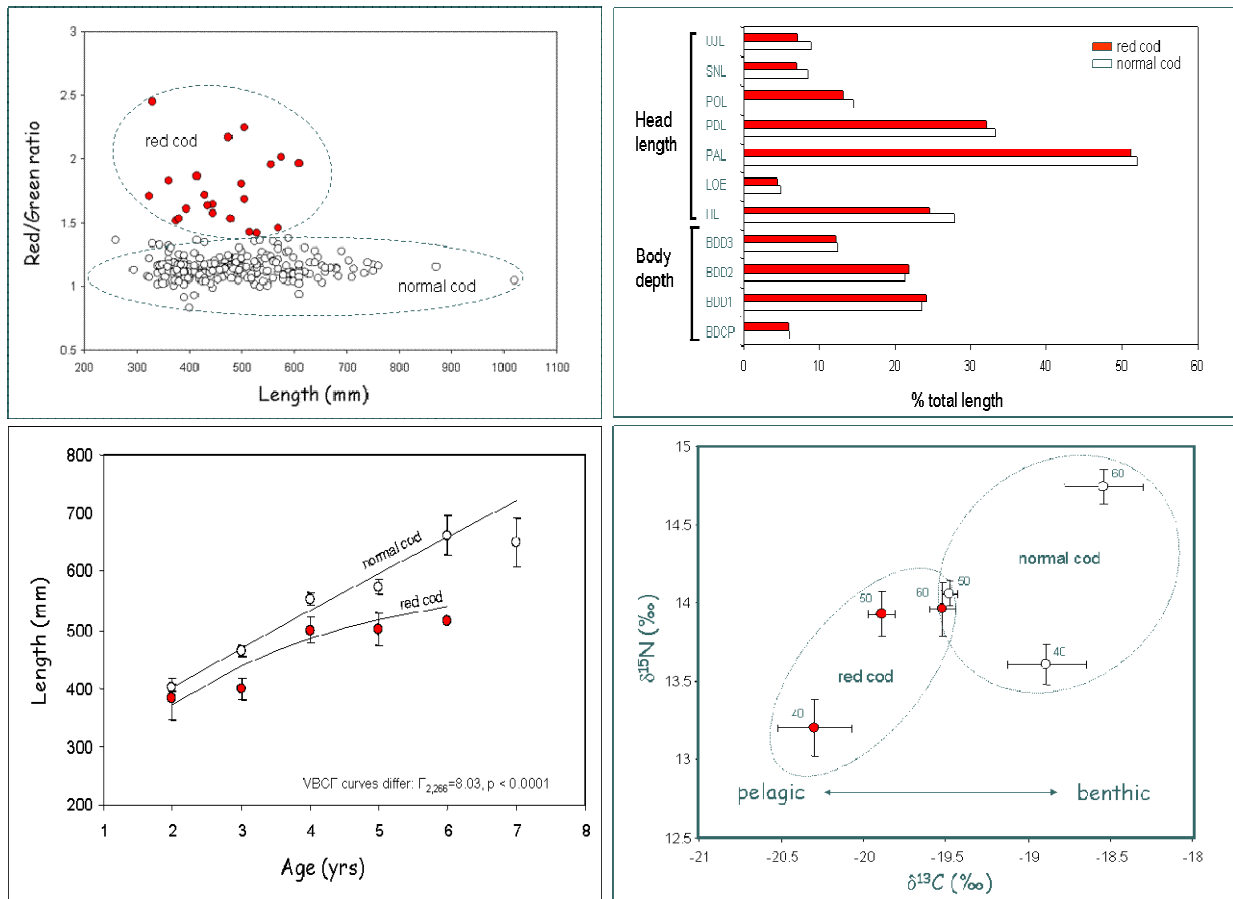 Red/Green ratio
3
2.5
2
1.5
1
0.5
red cod
normal cod
200 300 400 500 600 700 800 900 1000 1100
Length (mm)
red cod
normal cod
Head
length
Body
depth
UJL
SNL
POL
PDL
PAL
LOE
HL
BDD3
BDD2
BDD1
BDCP
0 10 20 30 40 50 60
% total length
Length (mm)
800
700
600
500
400
300
200
normal cod
red cod
VBCF curves differ: F2,266=8.03, p < 0.0001
1 2 3 4 5 6 7 8
Age (yrs)
δ15N (‰)
15
14.5
14
13.5
13
12.5
60
normal cod
50
60
50
40
red cod
40
pelagic
benthic
-21 -20.5 -20 -19.5 -19 -18.5 -18
δ13C (‰)